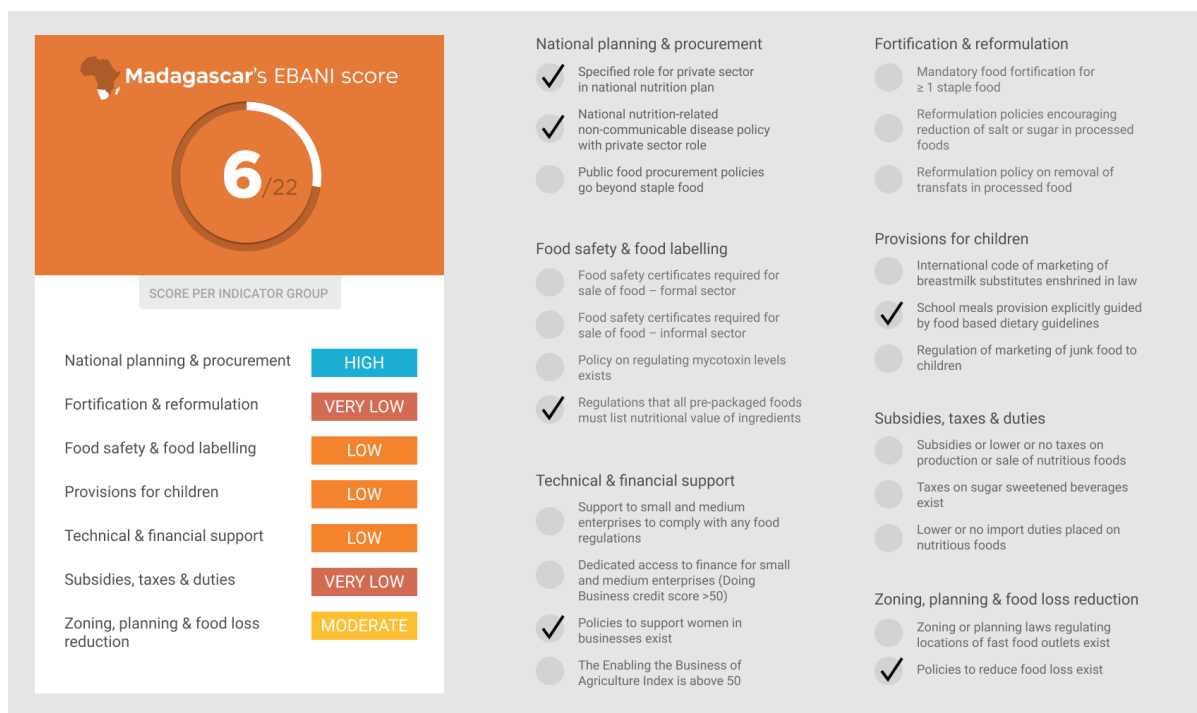 Madagascar's EBANI score
6/22
SCORE PER INDICATOR GROUP
National planning & procurement
HIGH
Fortification & reformulation
VERY LOW
Food safety & food labelling
LOW
Provisions for children
LOW
Technical & financial support
LOW
Subsidies, taxes & duties
VERY LOW
Zoning, planning & food loss
reduction
MODERATE
National planning & procurement
Specified role for private sector
in national nutrition plan
National nutrition-related
non-communicable disease policy
with private sector role
Public food procurement policies
go beyond staple food
Food safety & food labelling
Food safety certificates required for
sale of food – formal sector
Food safety certificates required for
sale of food – informal sector
Policy on regulating mycotoxin levels
exists
Regulations that all pre-packaged foods
must list nutritional value of ingredients
Technical & financial support
Support to small and medium
enterprises to comply with any food
regulations
Dedicated access to finance for small
and medium enterprises (Doing
Business credit score >50)
Policies to support women in
businesses exist
The Enabling the Business of
Agriculture Index is above 50
Fortification & reformulation
Mandatory food fortification for
≥ 1 staple food
Reformulation policies encouraging
reduction of salt or sugar in processed
foods
Reformulation policy on removal of
transfats in processed food
Provisions for children
International code of marketing of
breastmilk substitutes enshrined in law
School meals provision explicitly guided
by food based dietary guidelines
Regulation of marketing of junk food to
children
Subsidies, taxes & duties
Subsidies or lower or no taxes on
production or sale of nutritious foods
Taxes on sugar sweetened beverages
exist
Lower or no import duties placed on
nutritious foods
Zoning, planning & food loss reduction
Zoning or planning laws regulating
locations of fast food outlets exist
Policies to reduce food loss exist